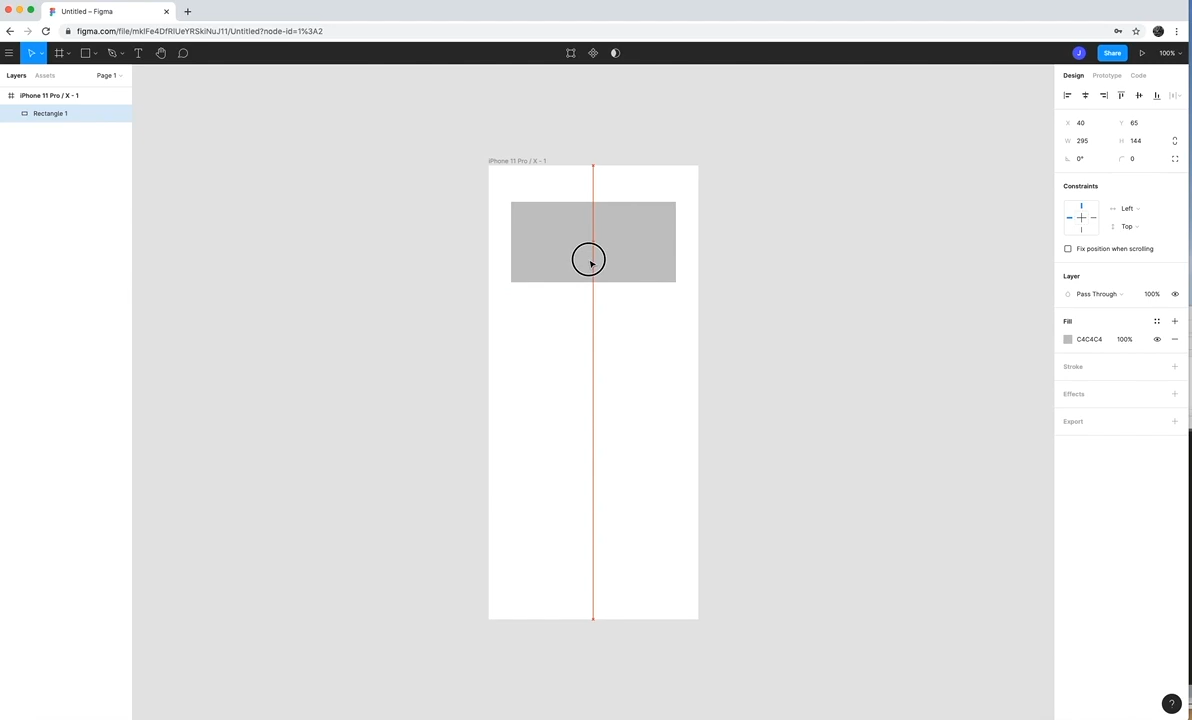 Untitled – Figma
figma.com/file/mkIFe4DfRlUeYRSkiNuJ11/Untitled?node-id=1%3A2
J
Share
100%
Layers
Assets
Page 1
Design
Prototype
Code
iPhone 11 Pro / X - 1
Rectangle 1
X 40
Y 65
W 295
H 144
0°
0
Constraints
Left
Top
Fix position when scrolling
Layer
Pass Through
100%
Fill
C4C4C4
100%
Stroke
Effects
Export
iPhone 11 Pro / X - 1
?